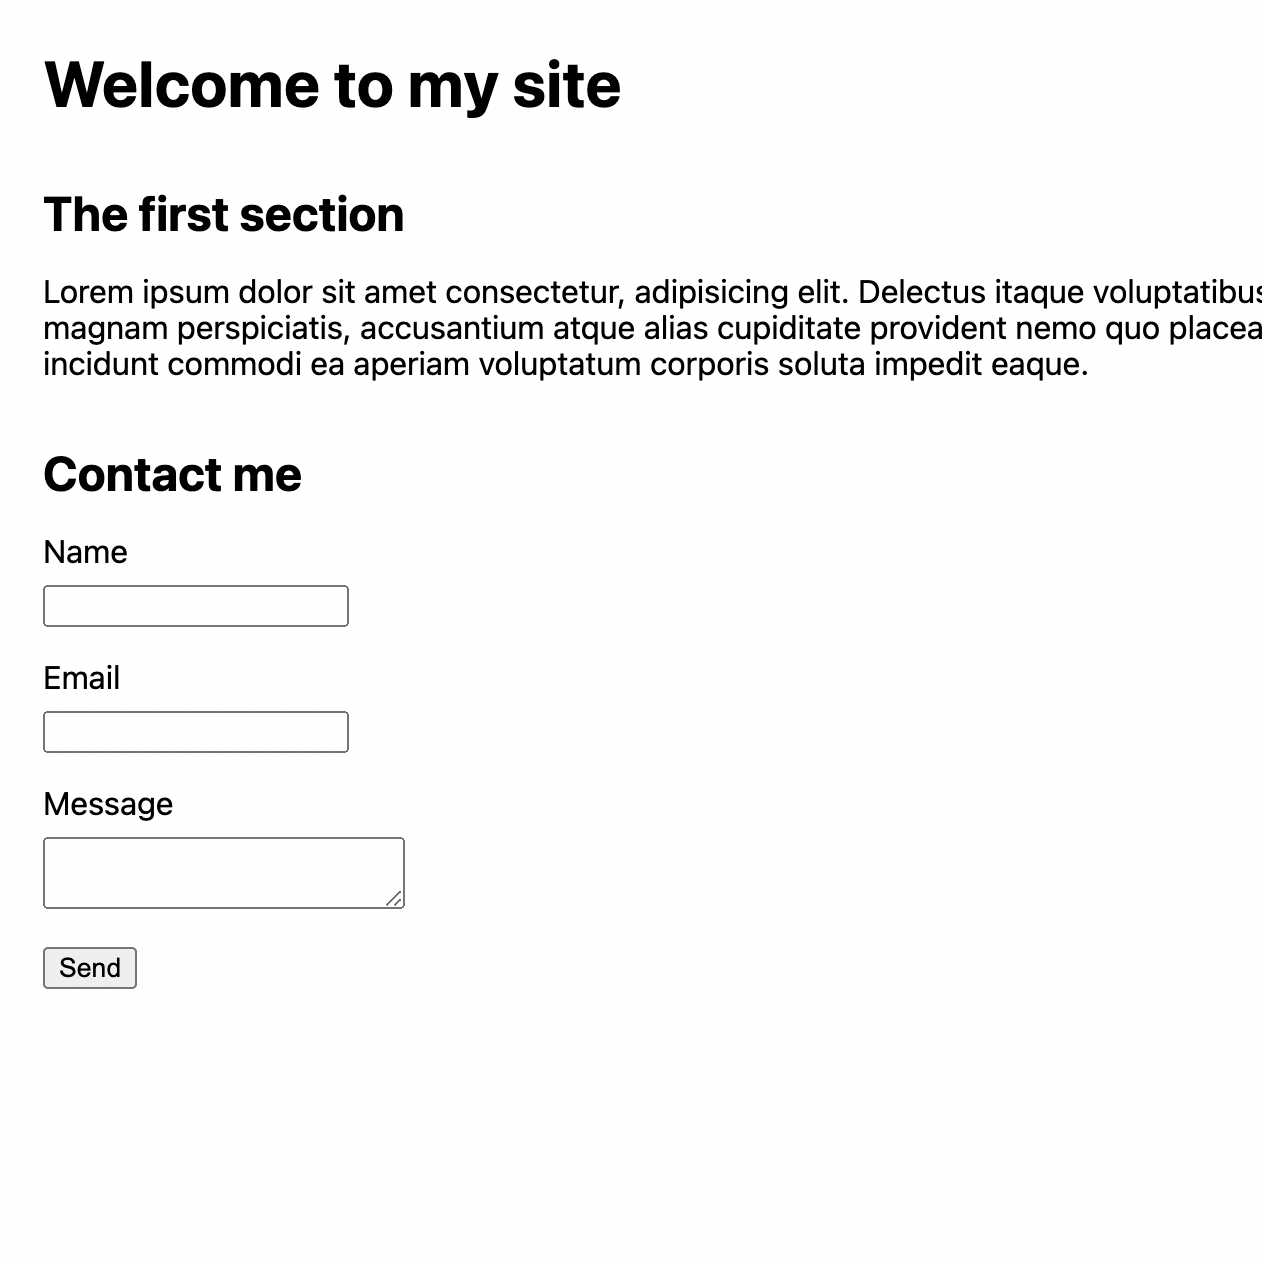 Welcome to my site
The first section
Lorem ipsum dolor sit amet consectetur, adipisicing elit. Delectus itaque voluptatibus
magnam perspiciatis, accusantium atque alias cupiditate provident nemo quo placea
incidunt commodi ea aperiam voluptatum corporis soluta impedit eaque.
Contact me
Name
Email
Message
Send